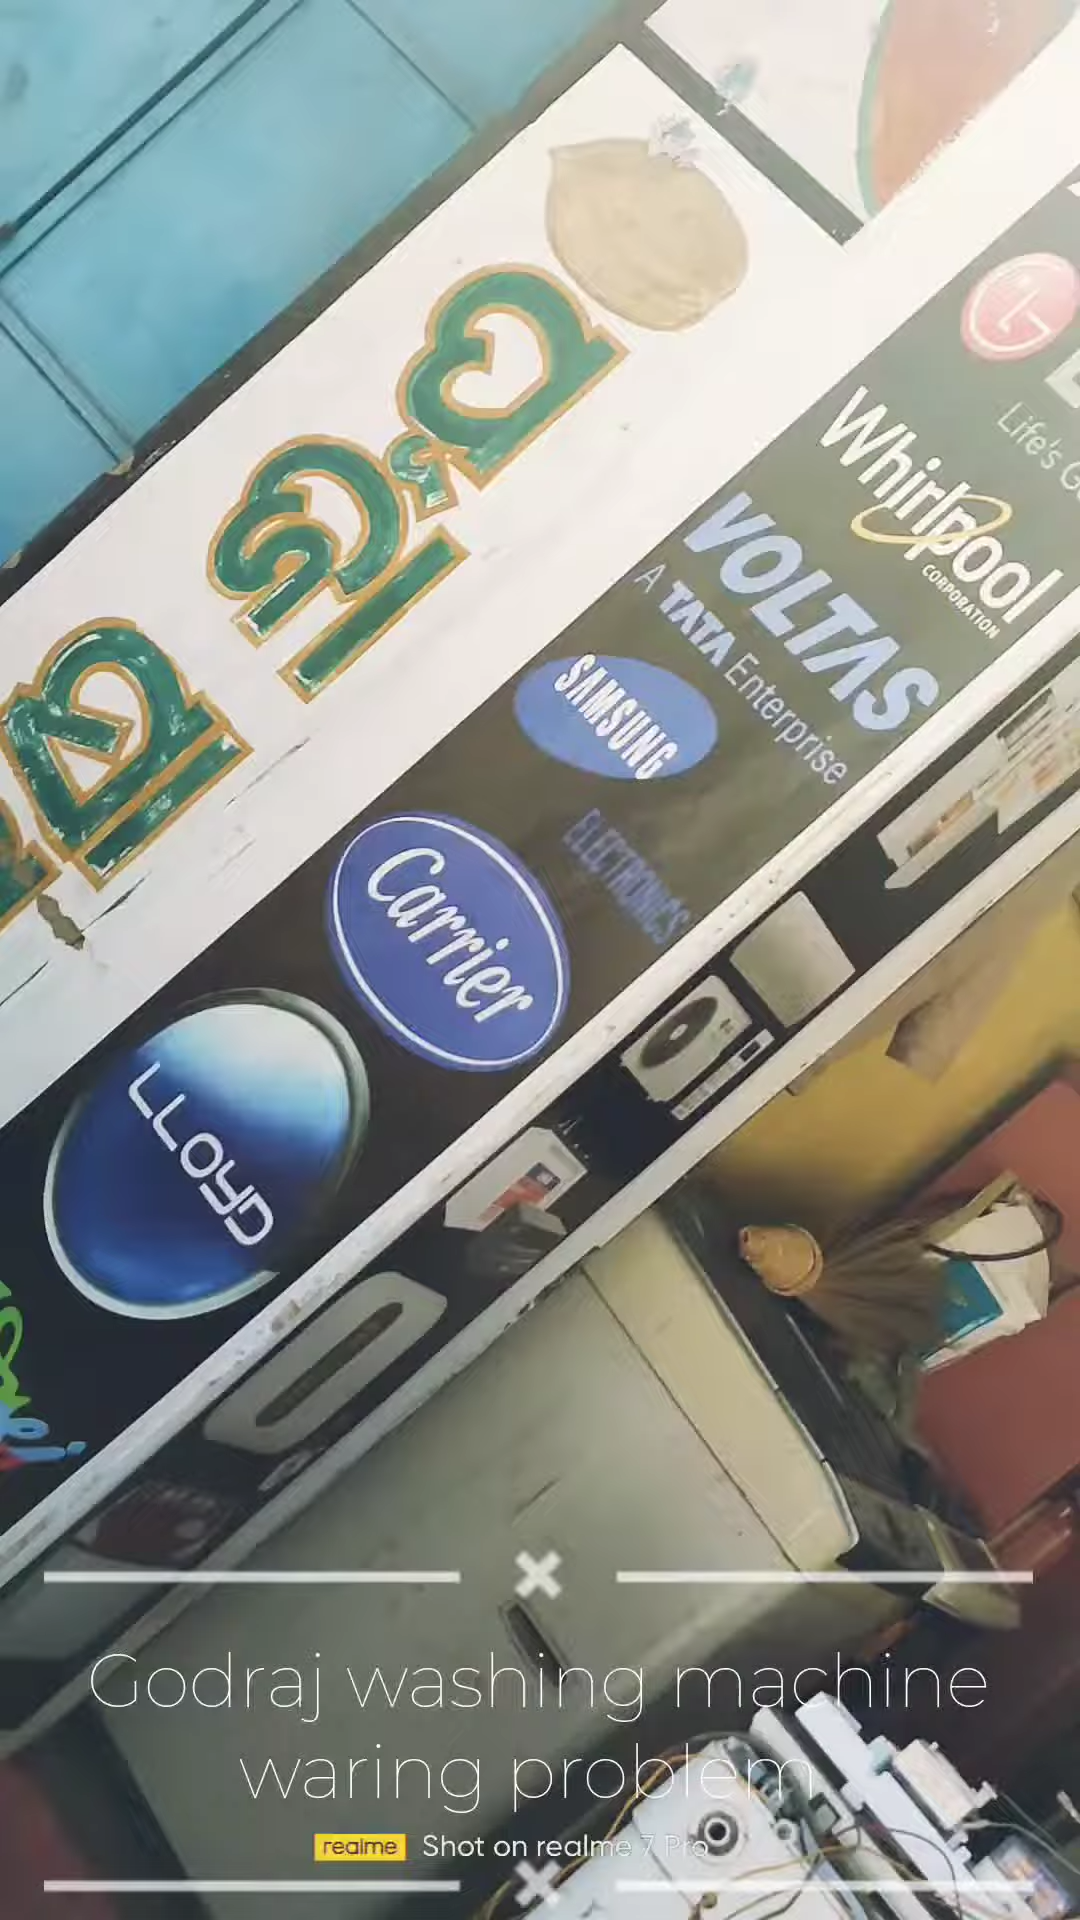 LG
Life's
Whirlpool
CORPORATION
VOLTAS
A TATA Enterprise
SAMSUNG
ELECTRONICS
Carrier
LLOYD
Godraj washing machine
waring problem
realme Shot on realme 7 Pro